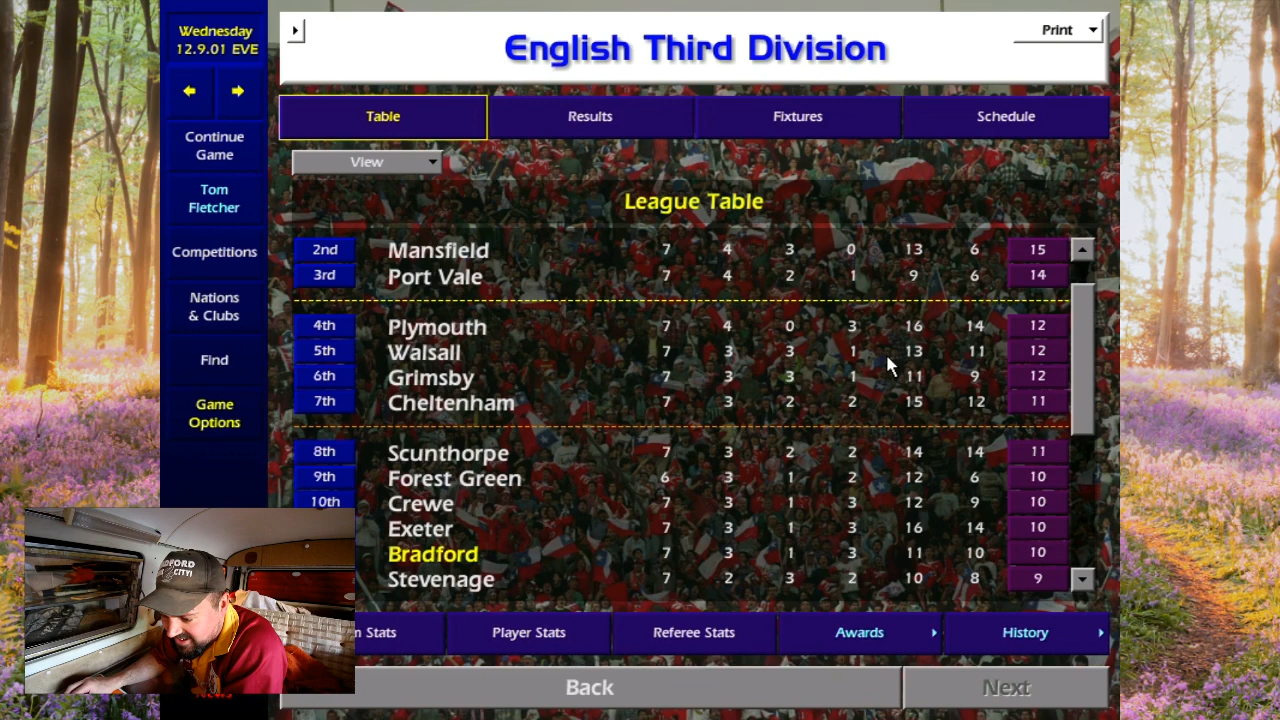 Wednesday
12.9.01 EVE
Continue
Game
Tom
Fletcher
Competitions
Nations
& Clubs
Find
Game
Options
English Third Division
Print
Table Results Fixtures Schedule
View
League Table
2nd Mansfield 7 4 3 0 13 6 15
3rd Port Vale 7 4 2 1 9 6 14
4th Plymouth 7 4 0 3 16 14 12
5th Walsall 7 3 3 1 13 11 12
6th Grimsby 7 3 3 1 11 9 12
7th Cheltenham 7 3 2 2 15 12 11
8th Scunthorpe 7 3 2 2 14 14 11
9th Forest Green 6 3 1 2 12 6 10
10th Crewe 7 3 1 3 12 9 10
Exeter 7 3 1 3 16 14 10
Bradford 7 3 1 3 11 10 10
Stevenage 7 2 3 2 10 8 9
Stats Player Stats Referee Stats Awards History
Back Next